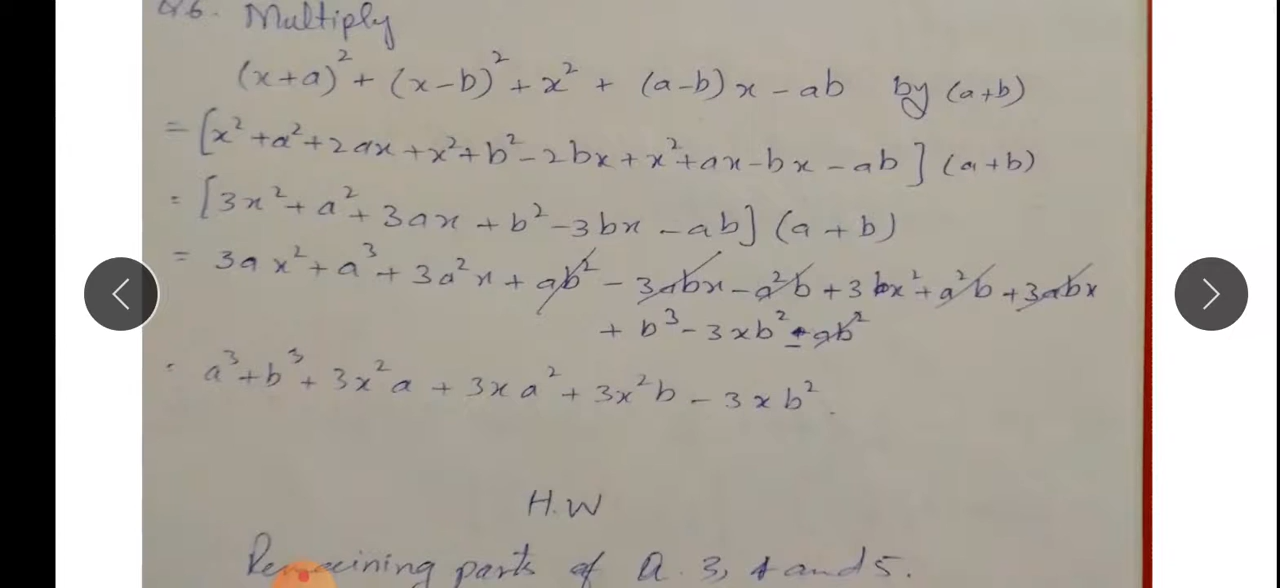 Q6. Multiply
(x+a)² + (x-b)² + x² + (a-b)x - ab by (a+b)
= [x²+a²+2ax+x²+b²-2bx+x²+ax-bx-ab] (a+b)
= [3x²+a²+3ax+b²-3bx-ab] (a+b)
= 3ax²+a³+3a²x+ab²-3abx-a²b+3bx²+a²b+3abx
+ b³-3xb²-ab²
= a³+b³+3x²a+3xa²+3x²b-3xb².
H.W
Remaining parts of Q. 3, 4 and 5.